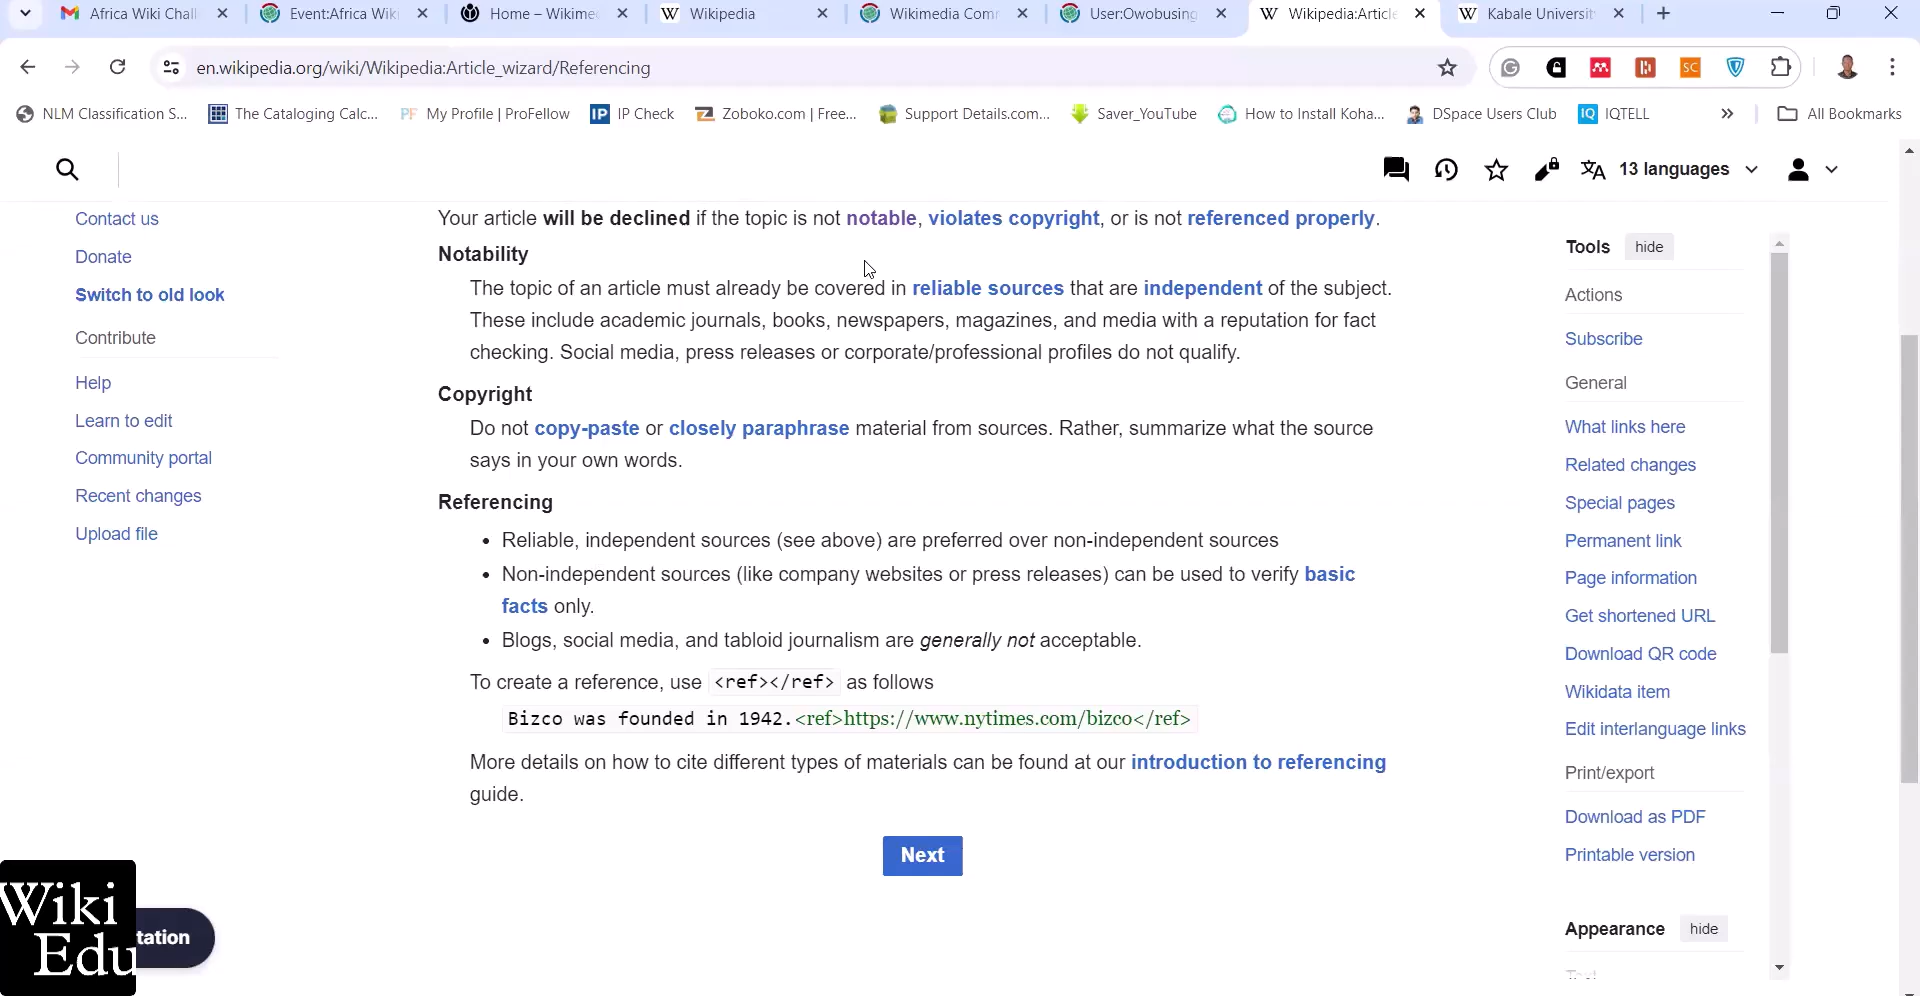 Africa Wiki Chall
Event:Africa Wiki
Home – Wikime
Wikipedia
Wikimedia Com
User:Owobusing
Wikipedia:Article
Kabale Universit
en.wikipedia.org/wiki/Wikipedia:Article_wizard/Referencing
NLM Classification S...
The Cataloging Calc...
PF My Profile | ProFellow
IP IP Check
Zoboko.com | Free...
Support Details.com...
Saver_YouTube
How to Install Koha...
DSpace Users Club
IQ IQTELL
All Bookmarks
13 languages
Contact us
Donate
Switch to old look
Contribute
Help
Learn to edit
Community portal
Recent changes
Upload file
Your article will be declined if the topic is not notable, violates copyright, or is not referenced properly.
Notability
The topic of an article must already be covered in reliable sources that are independent of the subject.
These include academic journals, books, newspapers, magazines, and media with a reputation for fact
checking. Social media, press releases or corporate/professional profiles do not qualify.
Copyright
Do not copy-paste or closely paraphrase material from sources. Rather, summarize what the source
says in your own words.
Referencing
• Reliable, independent sources (see above) are preferred over non-independent sources
• Non-independent sources (like company websites or press releases) can be used to verify basic
facts only.
• Blogs, social media, and tabloid journalism are generally not acceptable.
To create a reference, use <ref></ref> as follows
Bizco was founded in 1942.<ref>https://www.nytimes.com/bizco</ref>
More details on how to cite different types of materials can be found at our introduction to referencing
guide.
Next
Tools hide
Actions
Subscribe
General
What links here
Related changes
Special pages
Permanent link
Page information
Get shortened URL
Download QR code
Wikidata item
Edit interlanguage links
Print/export
Download as PDF
Printable version
Appearance hide
Wiki
Edu
tation